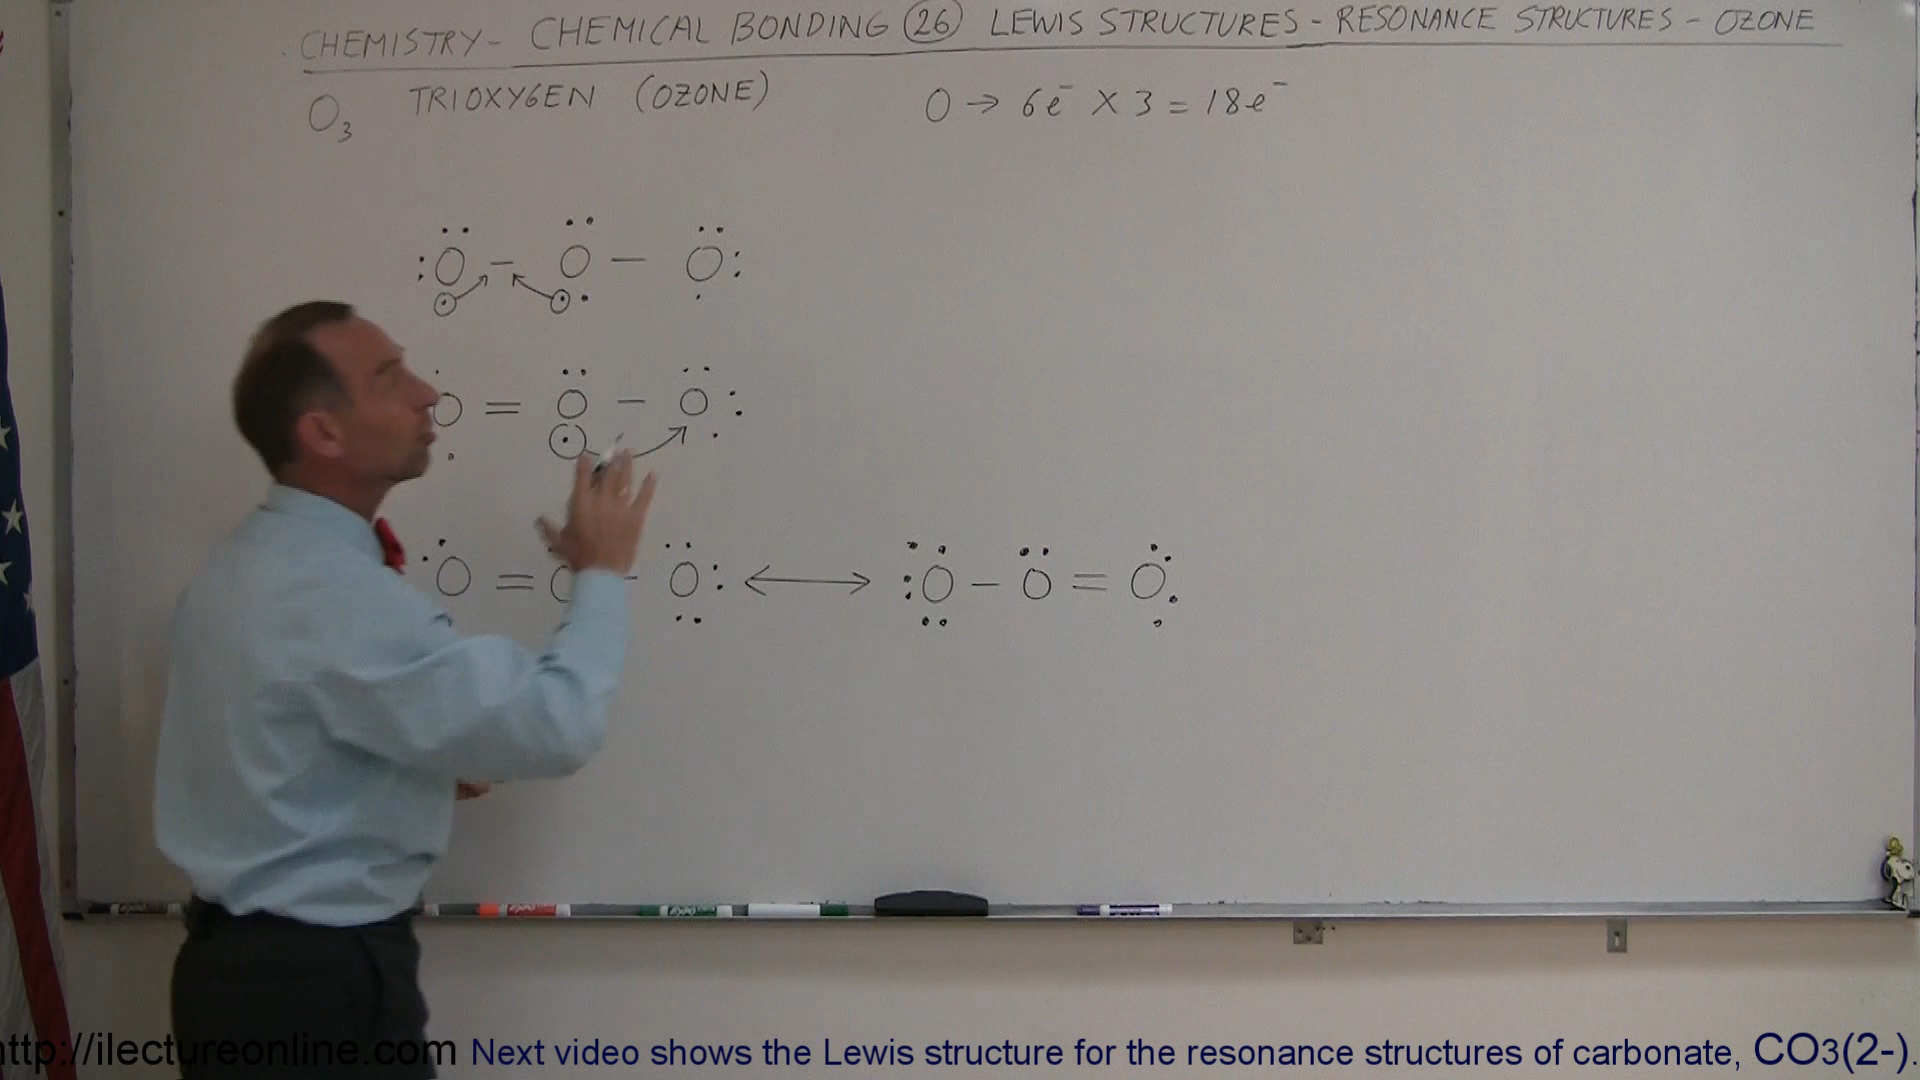 CHEMISTRY- CHEMICAL BONDING 26 LEWIS STRUCTURES - RESONANCE STRUCTURES - OZONE
O3 TRIOXYGEN (OZONE) O → 6e⁻ X 3 = 18e⁻
:O - O - O:
O = O - O:
O = O - O: ⟷ :O - O = O
http://ilectureonline.com Next video shows the Lewis structure for the resonance structures of carbonate, CO3(2-).